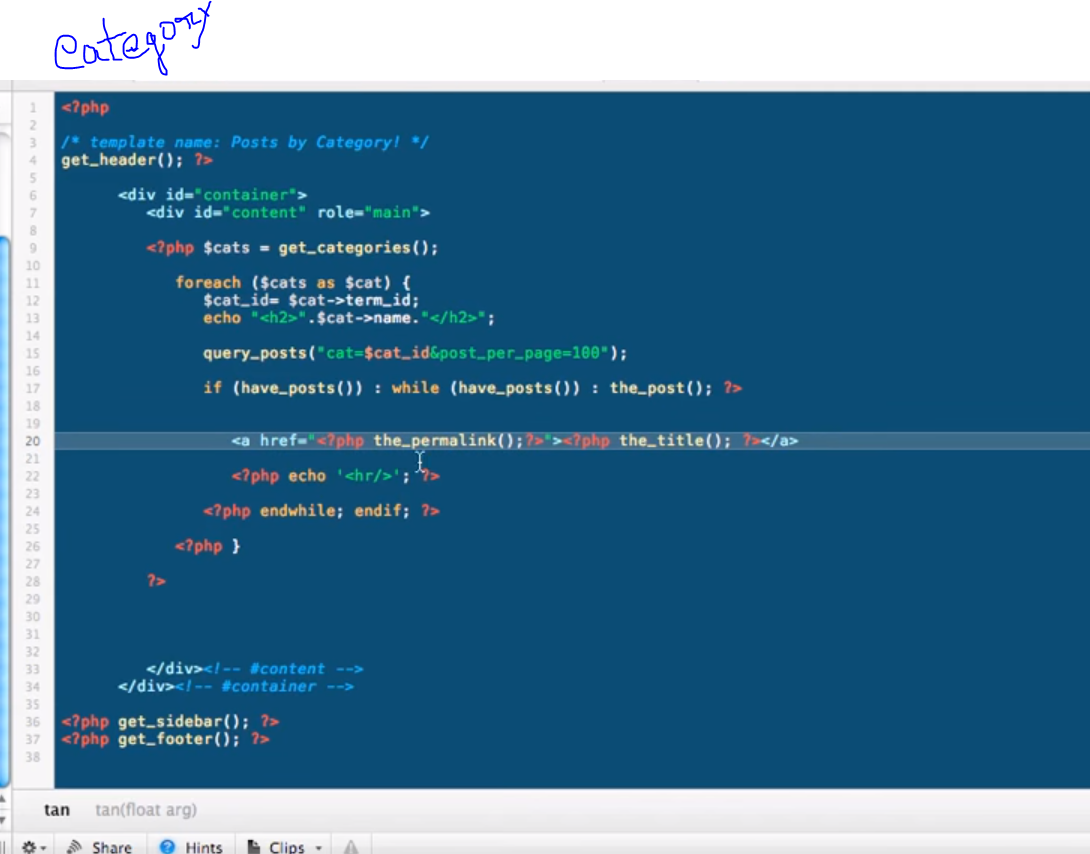 Category
1 <?php
2
3 /* template name: Posts by Category! */
4 get_header(); ?>
5
6 <div id="container">
7 <div id="content" role="main">
8
9 <?php $cats = get_categories();
10
11 foreach ($cats as $cat) {
12 $cat_id= $cat->term_id;
13 echo "<h2>".$cat->name."</h2>";
14
15 query_posts("cat=$cat_id&post_per_page=100");
16
17 if (have_posts()) : while (have_posts()) : the_post(); ?>
18
19
20 <a href="<?php the_permalink();?>"><?php the_title(); ?></a>
21
22 <?php echo '<hr/>'; ?>
23
24 <?php endwhile; endif; ?>
25
26 <?php }
27
28 ?>
29
30
31
32
33 </div><!-- #content -->
34 </div><!-- #container -->
35
36 <?php get_sidebar(); ?>
37 <?php get_footer(); ?>
38
tan tan(float arg)
Share ? Hints Clips